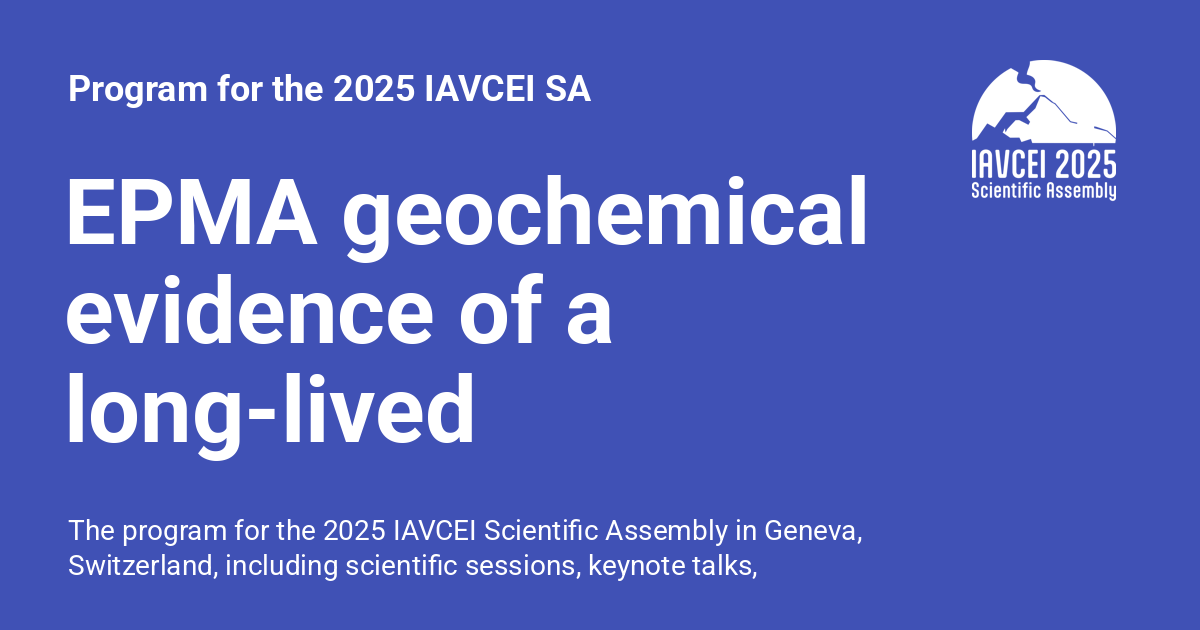 Program for the 2025 IAVCEI SA
IAVCEI 2025
Scientific Assembly
EPMA geochemical
evidence of a
long-lived
The program for the 2025 IAVCEI Scientific Assembly in Geneva,
Switzerland, including scientific sessions, keynote talks,